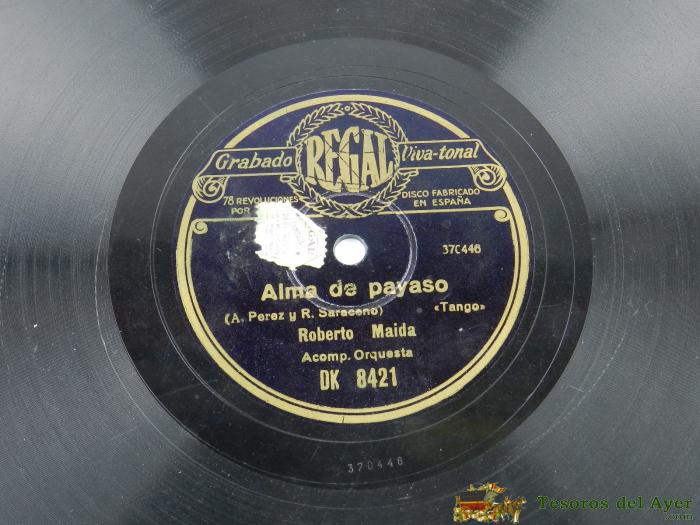 REGAL
Grabado Viva-tonal
78 REVOLUCIONES
POR
DISCO FABRICADO
EN ESPAÑA
37C446
Alma de payaso
(A. Perez y R. Saraceno) «Tango»
Roberto Maida
Acomp. Orquesta
DK 8421
370446
Tesoros del Ayer
.com